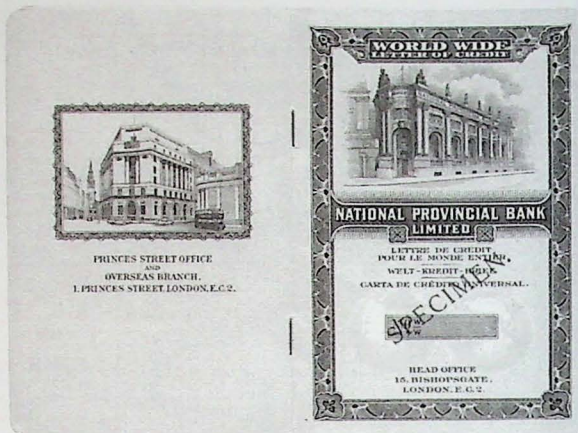 PRINCES STREET OFFICE
AND
OVERSEAS BRANCH,
1, PRINCES STREET, LONDON, E.C.2.
WORLD WIDE
LETTER OF CREDIT
NATIONAL PROVINCIAL BANK
LIMITED
LETTRE DE CREDIT
POUR LE MONDE ENTIER.
WELT-KREDIT-BRIEF.
CARTA DE CRÉDITO UNIVERSAL.
SPECIMEN.
HEAD OFFICE
15, BISHOPSGATE,
LONDON, E.C.2.